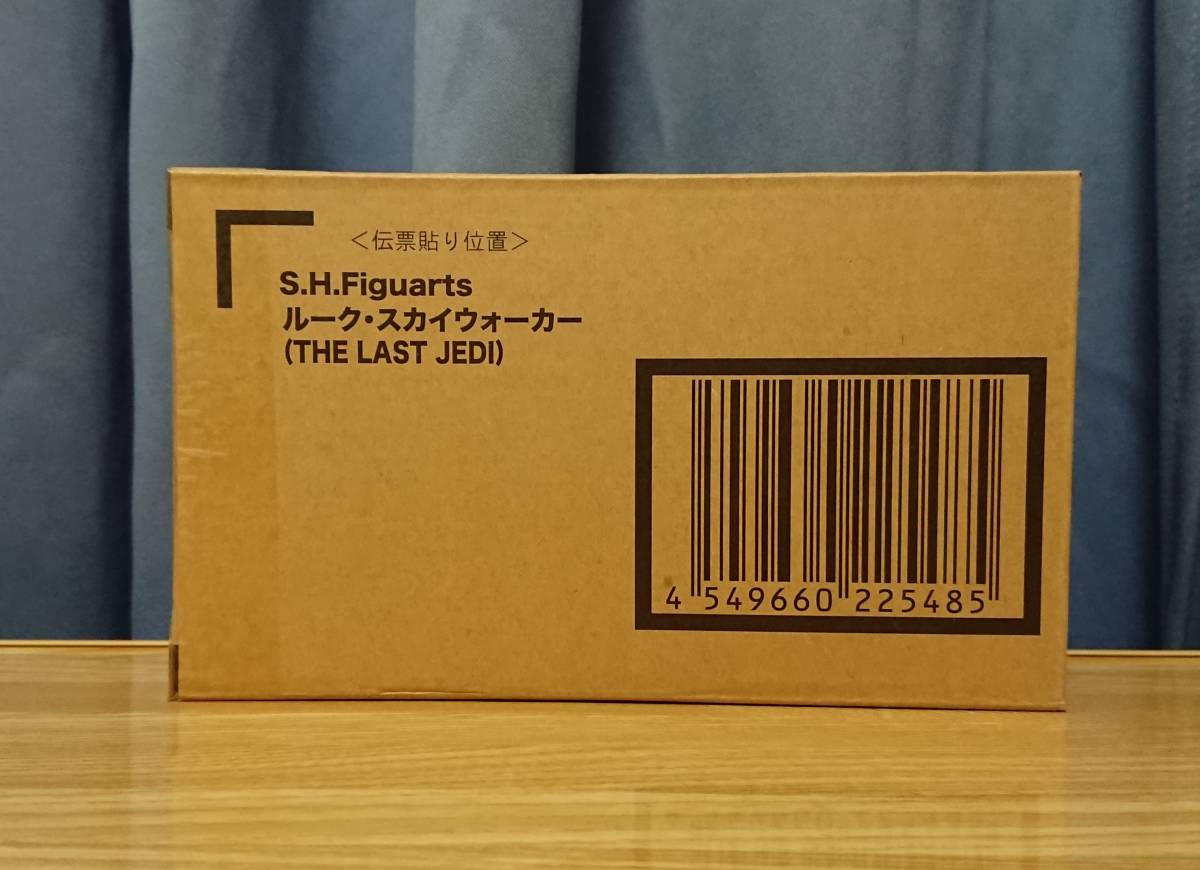 ＜伝票貼り位置＞
S.H.Figuarts
ルーク・スカイウォーカー
(THE LAST JEDI)
4 549660 225485